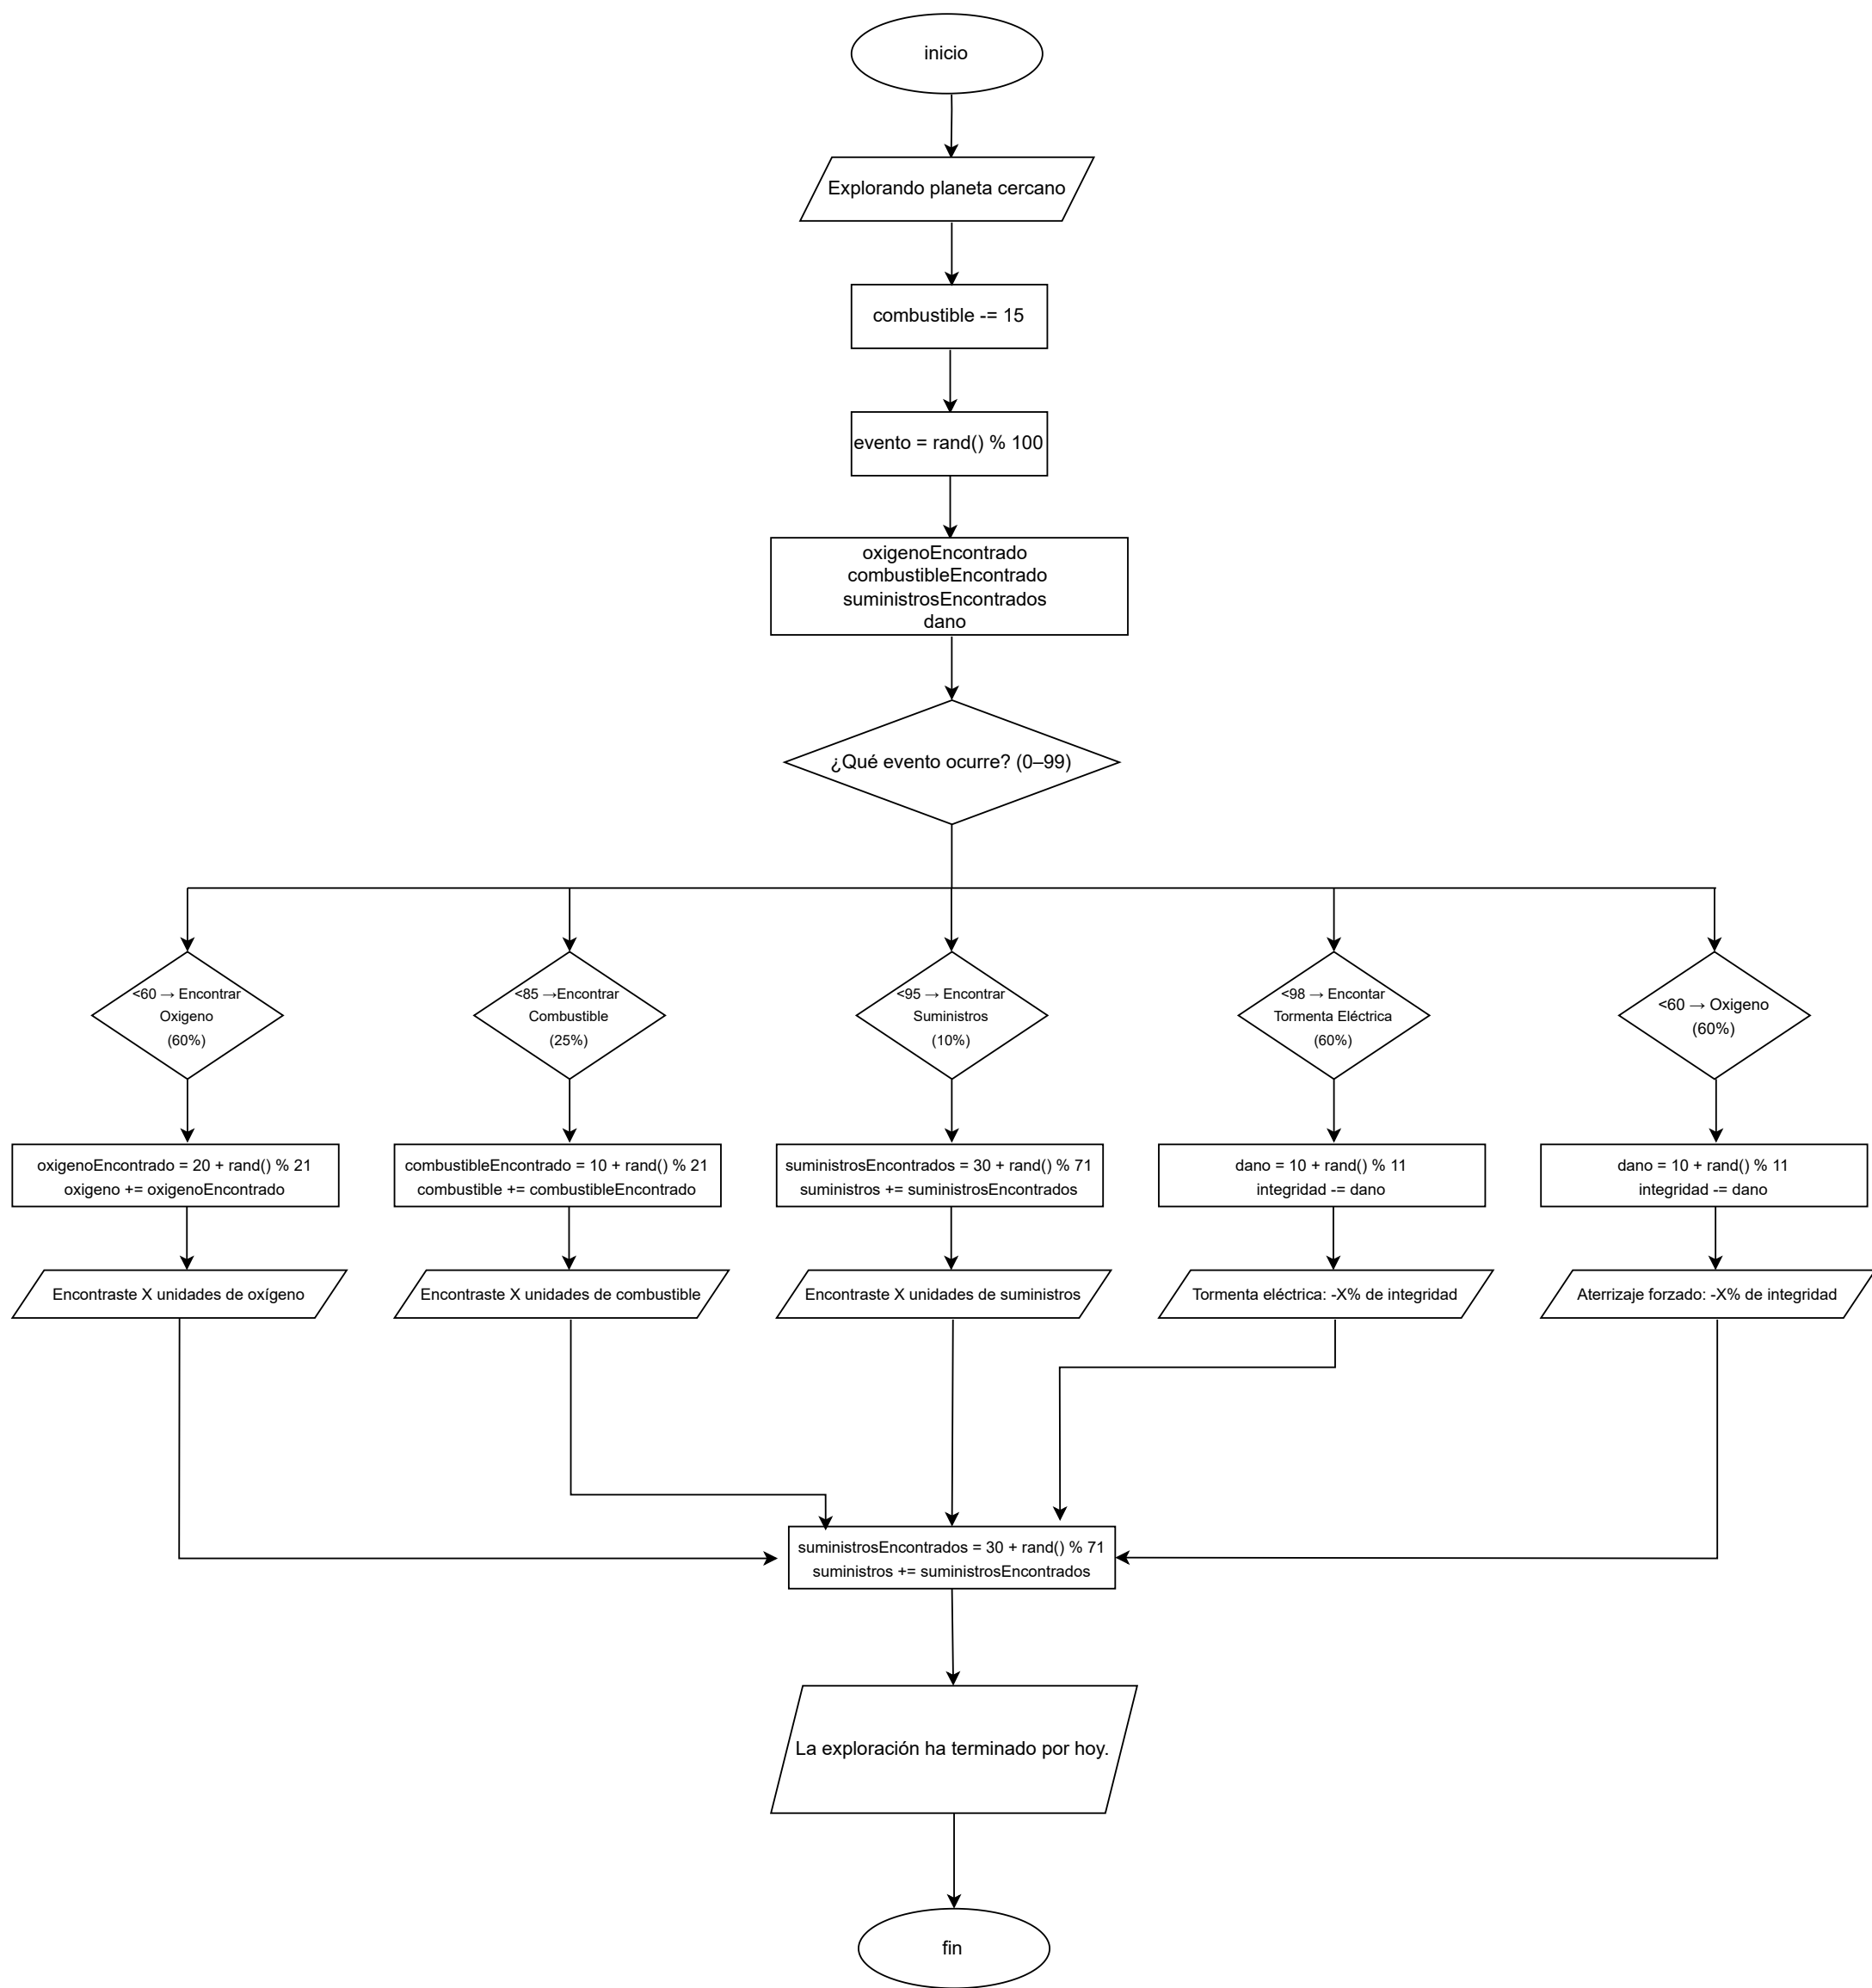 inicio
Explorando planeta cercano
combustible -= 15
evento = rand() % 100
oxigenoEncontrado
combustibleEncontrado
suministrosEncontrados
dano
¿Qué evento ocurre? (0–99)
<60 → Encontrar
Oxigeno
(60%)
<85 →Encontrar
Combustible
(25%)
<95 → Encontrar
Suministros
(10%)
<98 → Encontar
Tormenta Eléctrica
(60%)
<60 → Oxigeno
(60%)
oxigenoEncontrado = 20 + rand() % 21
oxigeno += oxigenoEncontrado
combustibleEncontrado = 10 + rand() % 21
combustible += combustibleEncontrado
suministrosEncontrados = 30 + rand() % 71
suministros += suministrosEncontrados
dano = 10 + rand() % 11
integridad -= dano
dano = 10 + rand() % 11
integridad -= dano
Encontraste X unidades de oxígeno
Encontraste X unidades de combustible
Encontraste X unidades de suministros
Tormenta eléctrica: -X% de integridad
Aterrizaje forzado: -X% de integridad
suministrosEncontrados = 30 + rand() % 71
suministros += suministrosEncontrados
La exploración ha terminado por hoy.
fin